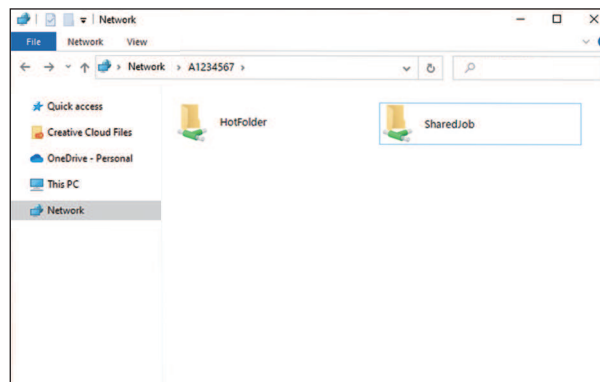 Network
File Network View
Network > A1234567 >
Quick access
HotFolder
SharedJob
Creative Cloud Files
OneDrive - Personal
This PC
Network